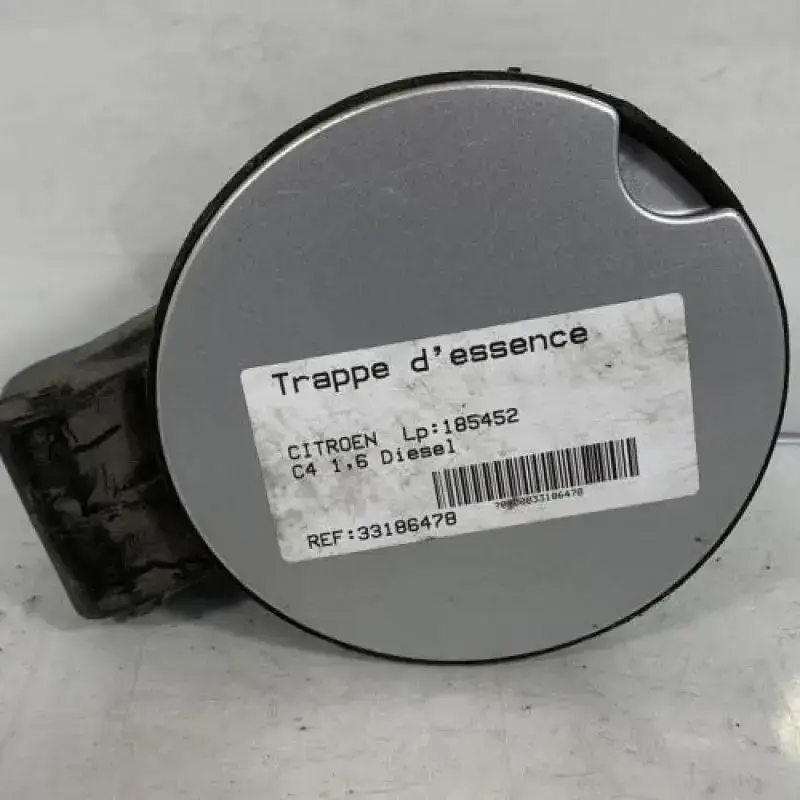 Trappe d'essence
CITROEN Lp:185452
C4 1,6 Diesel
REF:33186478